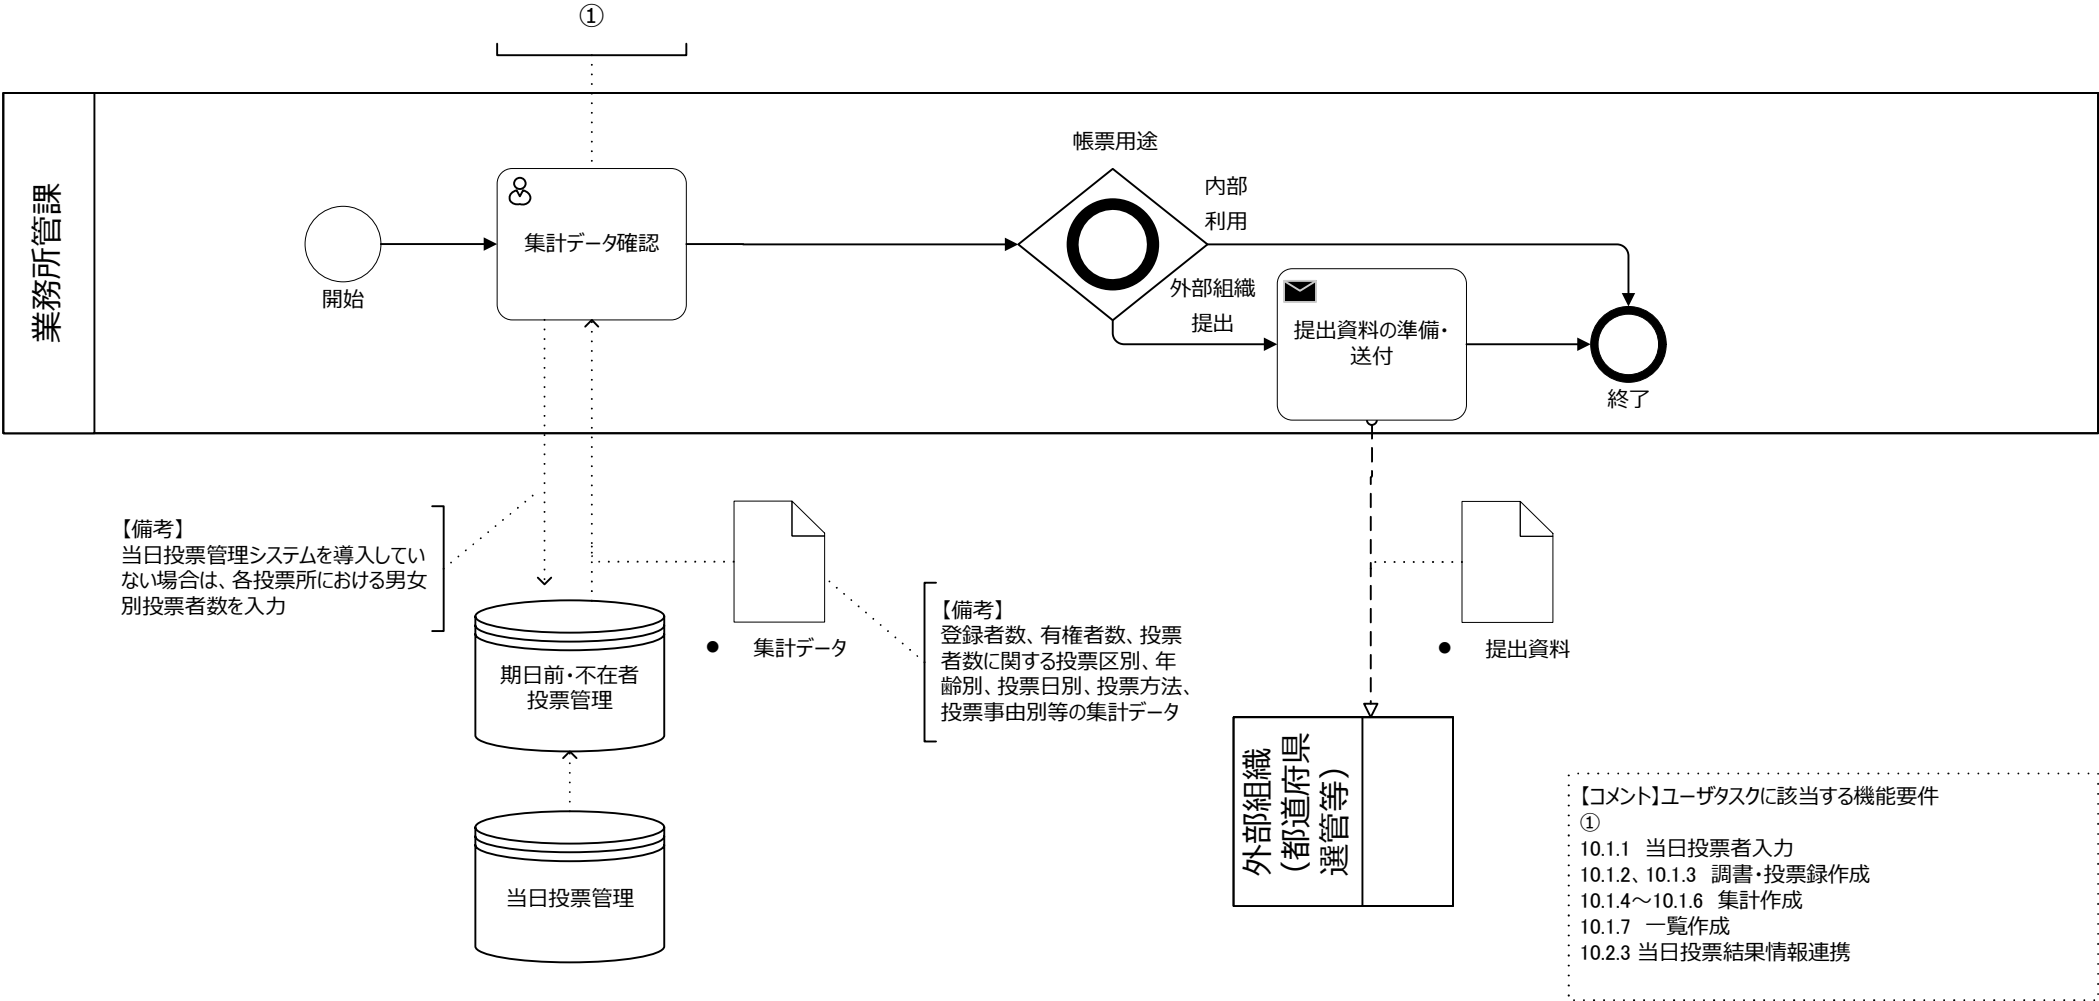 ①
業務所管課
開始
集計データ確認
帳票用途
内部
利用
外部組織
提出
提出資料の準備・
送付
終了
【備考】
当日投票管理システムを導入してい
ない場合は、各投票所における男女
別投票者数を入力
期日前・不在者
投票管理
● 集計データ
【備考】
登録者数、有権者数、投票
者数に関する投票区別、年
齢別、投票日別、投票方法、
投票事由別等の集計データ
● 提出資料
当日投票管理
外部組織
(都道府県
選管等)
【コメント】ユーザタスクに該当する機能要件
①
10.1.1 当日投票者入力
10.1.2、10.1.3 調書・投票録作成
10.1.4～10.1.6 集計作成
10.1.7 一覧作成
10.2.3 当日投票結果情報連携